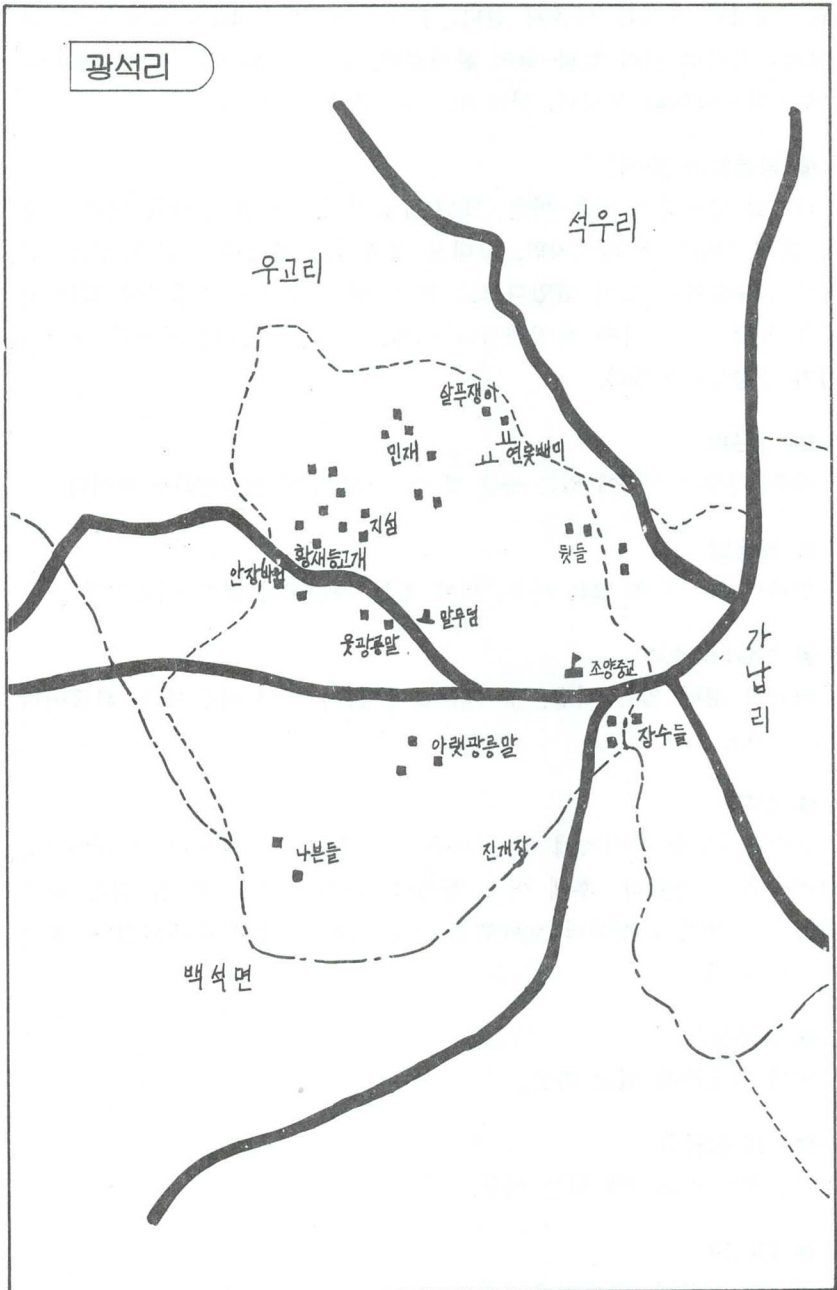 광석리
석우리
우고리
살푸쟁이
연못배미
민재
지섬
뒷들
황새등고개
안장바위
말무덤
윗광릉말
조양중교
가납리
장수들
아랫광릉말
나븐들
진개장
백석면